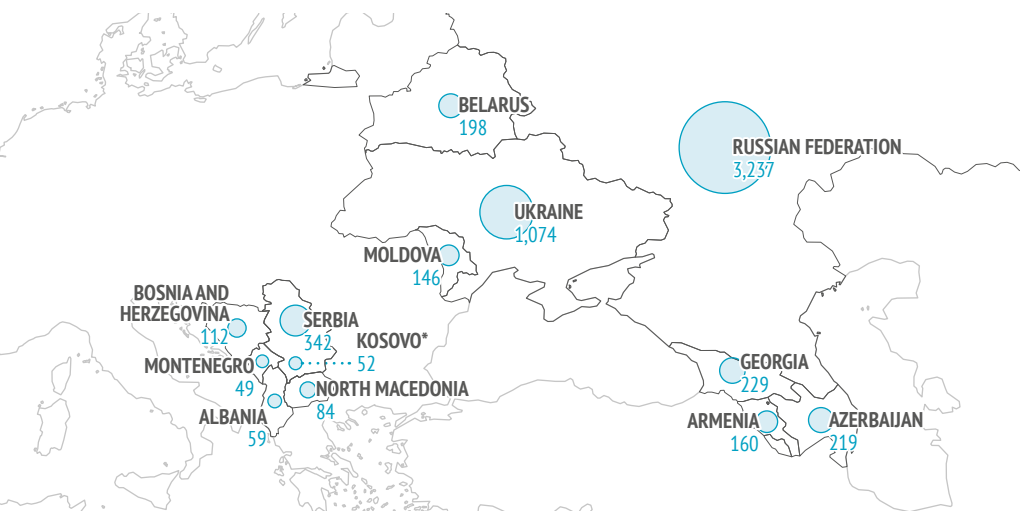 BELARUS
198
RUSSIAN FEDERATION
3,237
UKRAINE
1,074
MOLDOVA
146
BOSNIA AND
HERZEGOVINA
112
SERBIA
342
KOSOVO*
52
MONTENEGRO
49
NORTH MACEDONIA
84
ALBANIA
59
GEORGIA
229
ARMENIA
160
AZERBAIJAN
219